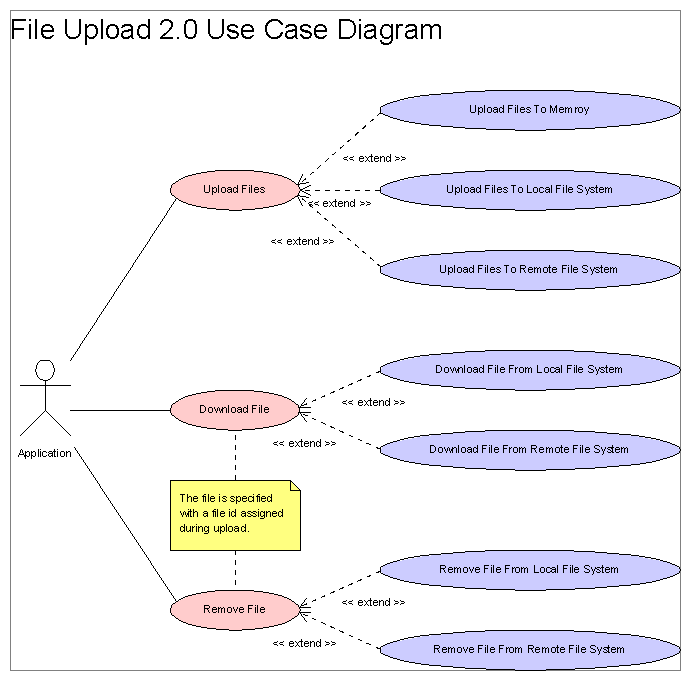 File Upload 2.0 Use Case Diagram
Upload Files To Memroy
<< extend >>
Upload Files
Upload Files To Local File System
<< extend >>
<< extend >>
Upload Files To Remote File System
Download File From Local File System
<< extend >>
Download File
<< extend >>
Download File From Remote File System
Application
The file is specified
with a file id assigned
during upload.
Remove File From Local File System
<< extend >>
Remove File
<< extend >>
Remove File From Remote File System